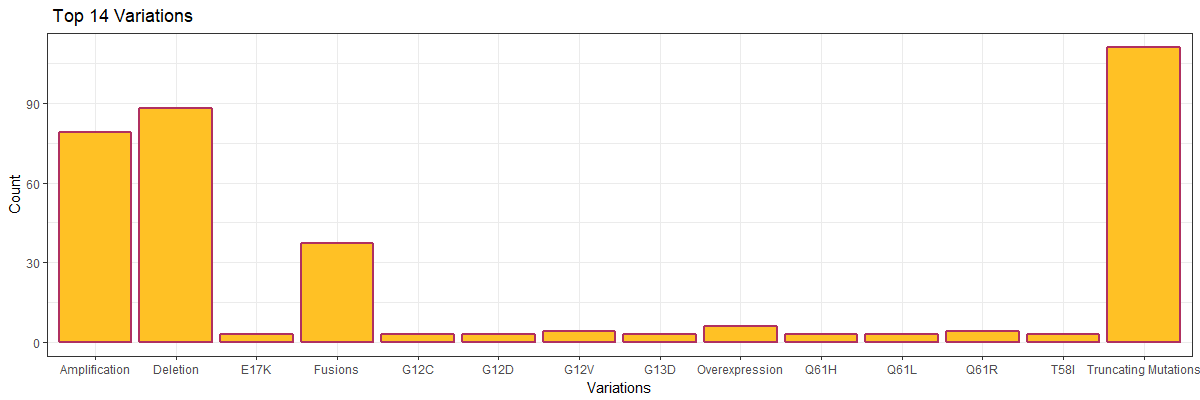 Top 14 Variations
Count
90
60
30
0
Amplification Deletion E17K Fusions G12C G12D G12V G13D Overexpression Q61H Q61L Q61R T58I Truncating Mutations
Variations